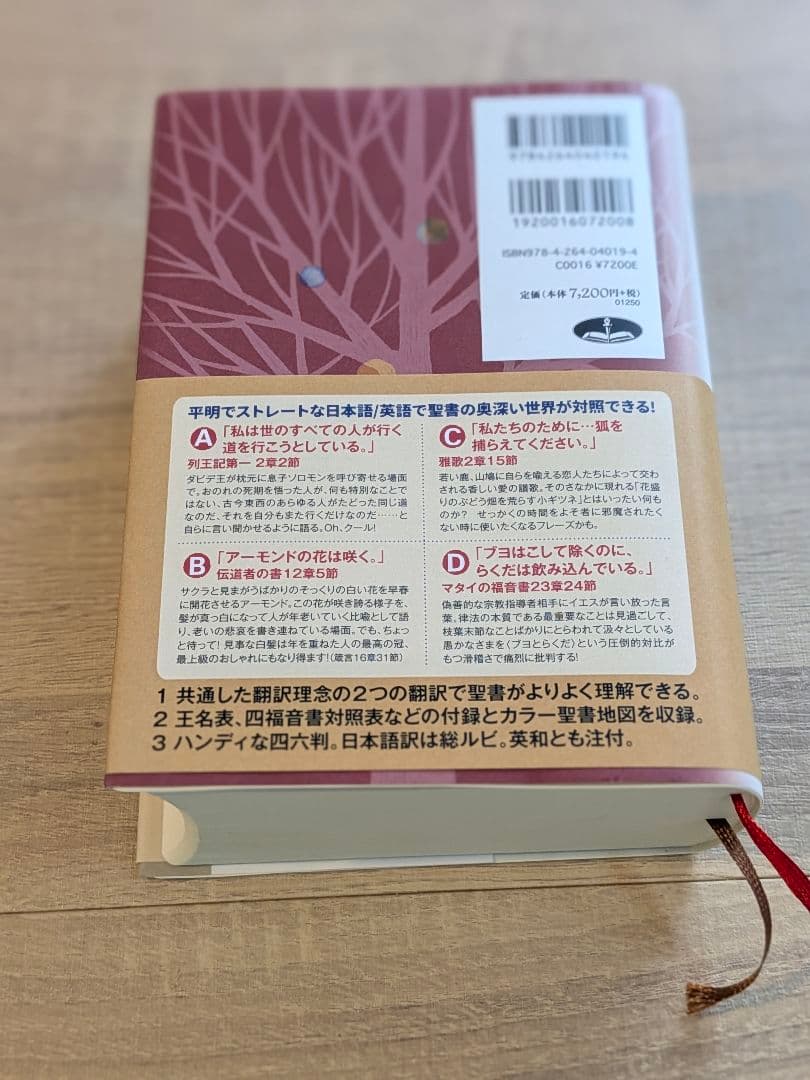 9784264040194
1920016072008
ISBN978-4-264-04019-4
C0016 ¥7200E
定価(本体7,200円+税)
01250
平明でストレートな日本語/英語で聖書の奥深い世界が対照できる!
A 「私は世のすべての人が行く
道を行こうとしている。」
列王記第一 2章2節
ダビデ王が枕元に息子ソロモンを呼び寄せる場面
で。おのれの死期を悟った人が、何も特別なことで
はない、古今東西のあらゆる人がたどった同じ道
なのだ、それを自分もまた行くだけなのだ……と
自らに言い聞かせるように語る。Oh、クール!
B 「アーモンドの花は咲く。」
伝道者の書12章5節
サクラと見まがうばかりのそっくりの白い花を早春
に開花させるアーモンド。この花が咲き誇る様子を、
髪が真っ白になって人が年老いていく比喩として語
り、老いの悲哀を書き連ねている場面。でも、ちょっ
と待って! 見事な白髪は年を重ねた人の最高の冠、
最上級のおしゃれにもなり得ます!(箴言16章31節)
C 「私たちのために…狐を
捕らえてください。」
雅歌2章15節
若い鹿、山鳩に自らを喩える恋人たちによって交わ
される香しい愛の讃歌。そのさなかに現れる「花盛
りのぶどう畑を荒らす小ギツネ」とはいったい何も
のか? せっかくの時間をよそ者に邪魔されたく
ない時に使いたくなるフレーズかも。
D 「ブヨはこして除くのに、
らくだは飲み込んでいる。」
マタイの福音書23章24節
偽善的な宗教指導者相手にイエスが言い放った言
葉。律法の本質である最重要なことは見過ごして、
枝葉末節なことばかりにとらわれて汲々としている
愚かなさまを(ブヨとらくだ)という圧倒的対比が
もつ滑稽さで痛烈に批判する!
1 共通した翻訳理念の2つの翻訳で聖書がよりよく理解できる。
2 王名表、四福音書対照表などの付録とカラー聖書地図を収録。
3 ハンディな四六判。日本語訳は総ルビ。英和とも注付。